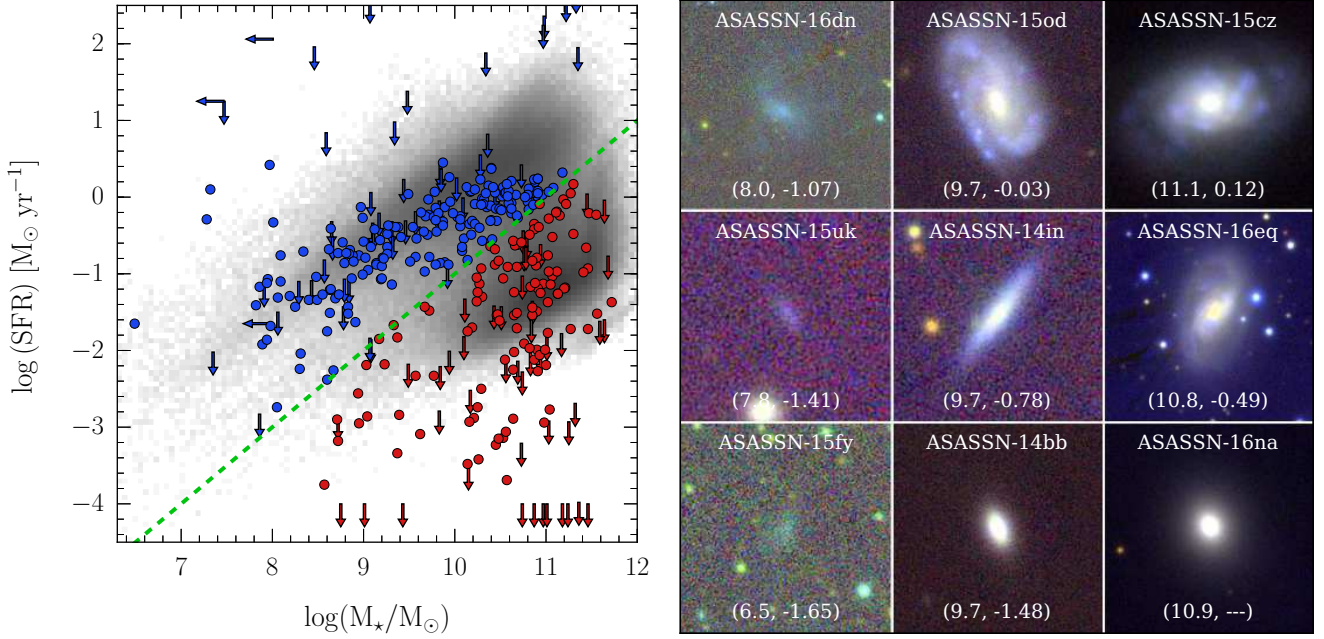 2
1
0
−1
−2
−3
−4
log (SFR) [M⊙ yr⁻¹]
7 8 9 10 11 12
log(M⋆/M⊙)
ASASSN-16dn ASASSN-15od ASASSN-15cz
(8.0, -1.07) (9.7, -0.03) (11.1, 0.12)
ASASSN-15uk ASASSN-14in ASASSN-16eq
(7.8, -1.41) (9.7, -0.78) (10.8, -0.49)
ASASSN-15fy ASASSN-14bb ASASSN-16na
(6.5, -1.65) (9.7, -1.48) (10.9, ---)